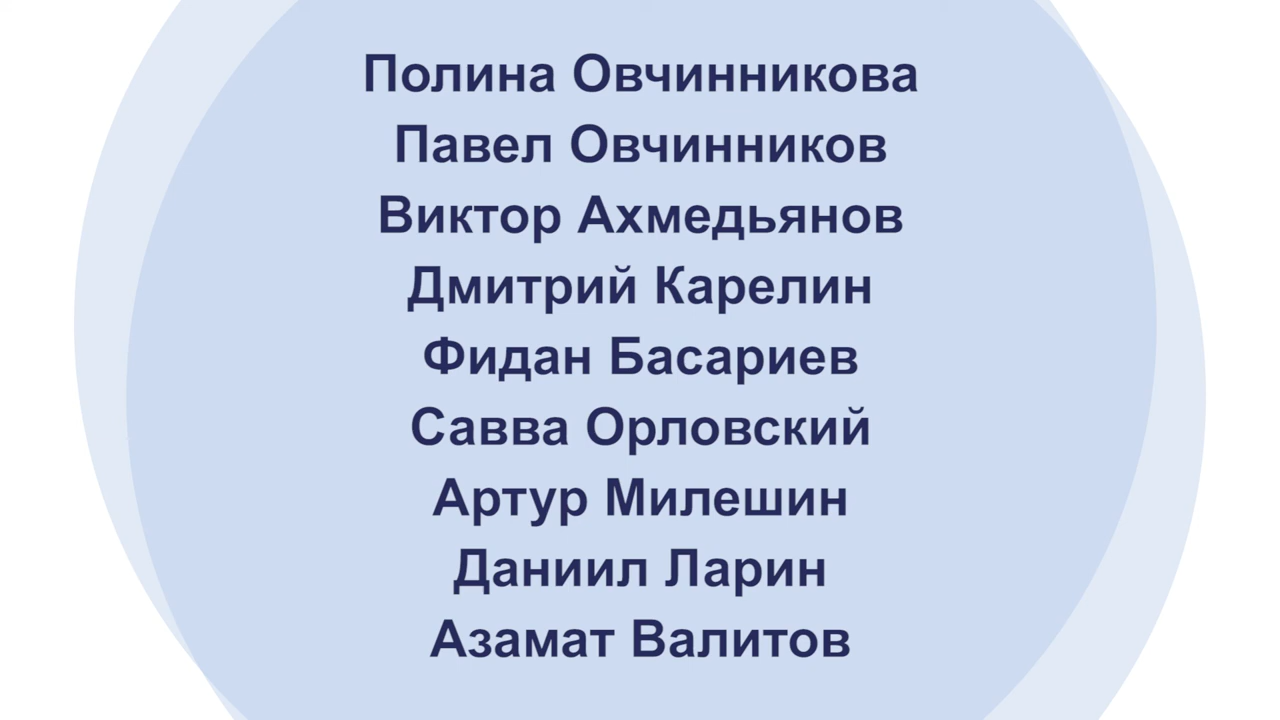 Полина Овчинникова
Павел Овчинников
Виктор Ахмедьянов
Дмитрий Карелин
Фидан Басариев
Савва Орловский
Артур Милешин
Даниил Ларин
Азамат Валитов